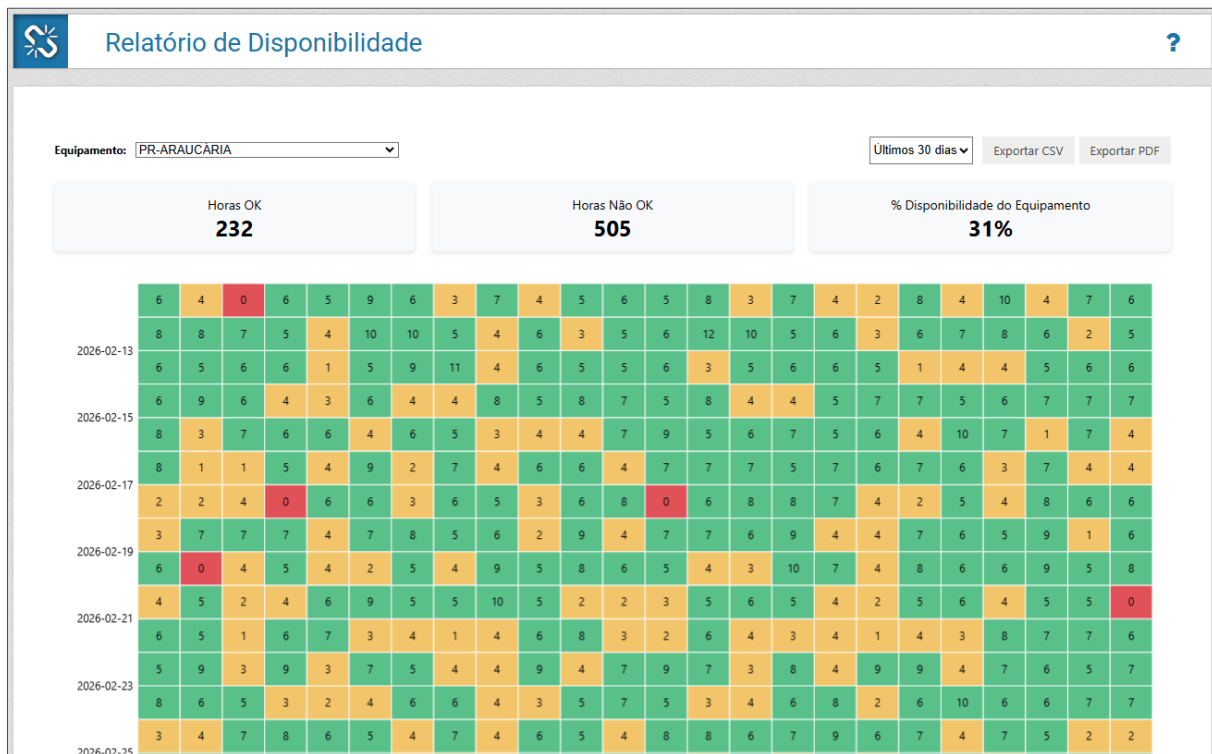 Relatório de Disponibilidade ?
Equipamento: PR-ARAUCÁRIA Últimos 30 dias Exportar CSV Exportar PDF
Horas OK Horas Não OK % Disponibilidade do Equipamento
232 505 31%
6 4 0 6 5 9 6 3 7 4 5 6 5 8 3 7 4 2 8 4 10 4 7 6
8 8 7 5 4 10 10 5 4 6 3 5 6 12 10 5 6 3 6 7 8 6 2 5
2026-02-13
6 5 6 6 1 5 9 11 4 6 5 5 6 3 5 6 6 5 1 4 4 5 6 6
6 9 6 4 3 6 4 4 8 5 8 7 5 8 4 4 5 7 7 5 6 7 7 7
2026-02-15
8 3 7 6 6 4 6 5 3 4 4 7 9 5 6 7 5 6 4 10 7 1 7 4
8 1 1 5 4 9 2 7 4 6 6 4 7 7 7 5 7 6 7 6 3 7 4 4
2026-02-17
2 2 4 0 6 6 3 6 5 3 6 8 0 6 8 8 7 4 2 5 4 8 6 6
3 7 7 7 4 7 8 5 6 2 9 4 7 7 6 9 4 4 7 6 5 9 1 6
2026-02-19
6 0 4 5 4 2 5 4 9 5 8 6 5 4 3 10 7 4 8 6 6 9 5 8
4 5 2 4 6 9 5 5 10 5 2 2 3 5 6 5 4 2 5 6 4 5 5 0
2026-02-21
6 5 1 6 7 3 4 1 4 6 8 3 2 6 4 3 4 1 4 3 8 7 7 6
5 9 3 9 3 7 5 4 4 9 4 7 9 7 3 8 4 9 9 4 7 6 5 7
2026-02-23
8 6 5 3 2 4 6 6 4 3 5 7 5 3 4 6 8 2 6 10 6 6 7 7
3 4 7 8 6 5 4 7 4 6 5 4 8 8 6 7 9 6 7 4 7 5 2 2
2026-02-25